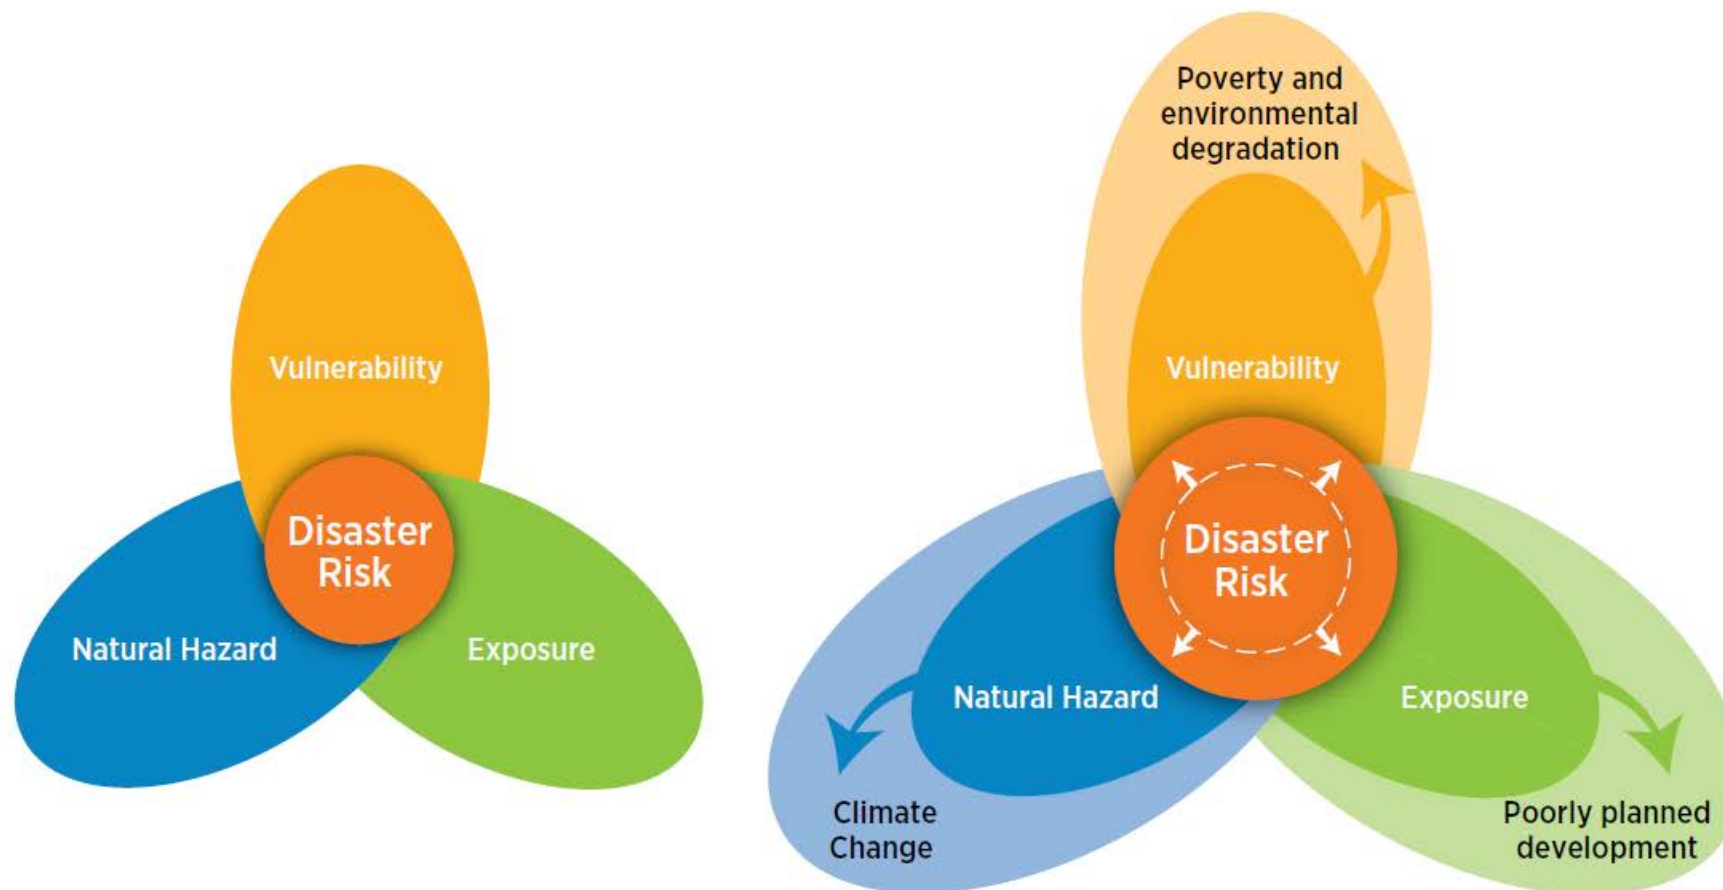 Vulnerability
Disaster
Risk
Natural Hazard
Exposure
Poverty and
environmental
degradation
Vulnerability
Disaster
Risk
Natural Hazard
Exposure
Climate
Change
Poorly planned
development